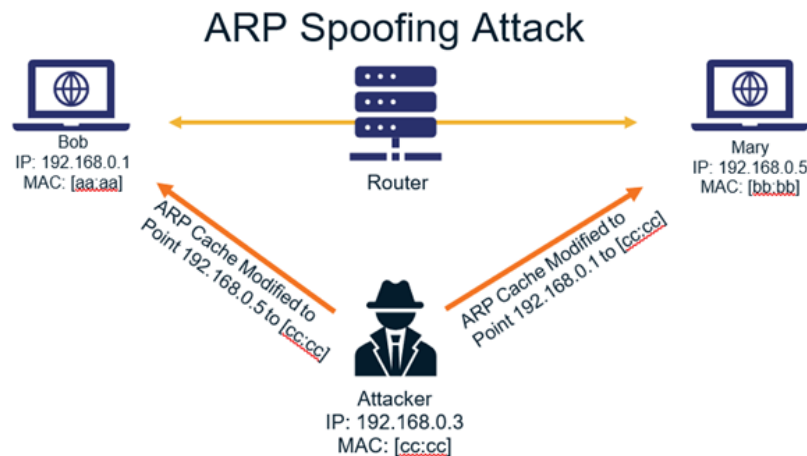 ARP Spoofing Attack
Bob
IP: 192.168.0.1
MAC: [aa:aa]
Router
Mary
IP: 192.168.0.5
MAC: [bb:bb]
ARP Cache Modified to
Point 192.168.0.5 to [cc:cc]
ARP Cache Modified to
Point 192.168.0.1 to [cc:cc]
Attacker
IP: 192.168.0.3
MAC: [cc:cc]